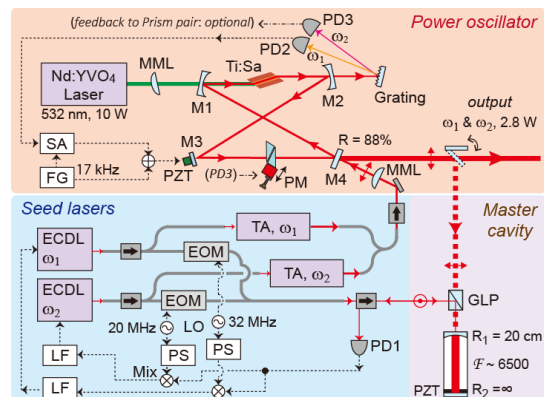 (feedback to Prism pair: optional)
PD3
Power oscillator
PD2
ω₂
ω₁
MML
Ti:Sa
Nd:YVO₄
Laser
M1
M2
Grating
532 nm, 10 W
output
ω₁ & ω₂, 2.8 W
M3
R = 88%
SA
FG
17 kHz
PZT
(PD3)
PM
M4
MML
Seed lasers
Master
cavity
ECDL
ω₁
TA, ω₁
EOM
ECDL
ω₂
TA, ω₂
EOM
GLP
20 MHz
LO
32 MHz
PD1
R₁ = 20 cm
LF
PS
PS
Mix
ℱ ~ 6500
LF
PZT
R₂ = ∞